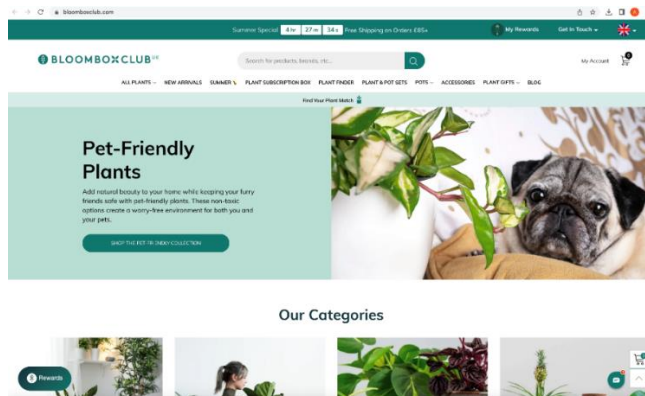 bloomboxclub.com
Summer Special 4 hr 27 m 34 s Free Shipping on Orders £65+
My Rewards
Get In Touch
BLOOMBOXCLUB UK
Search for products, brands, etc...
My Account
0
ALL PLANTS NEW ARRIVALS SUMMER PLANT SUBSCRIPTION BOX PLANT FINDER PLANT & POT SETS POTS ACCESSORIES PLANT GIFTS BLOG
Find Your Plant Match
Pet-Friendly
Plants
Add natural beauty to your home while keeping your furry
friends safe with pet-friendly plants. These non-toxic
options create a worry-free environment for both you and
your pets.
SHOP THE PET-FRIENDLY COLLECTION
Our Categories
Rewards